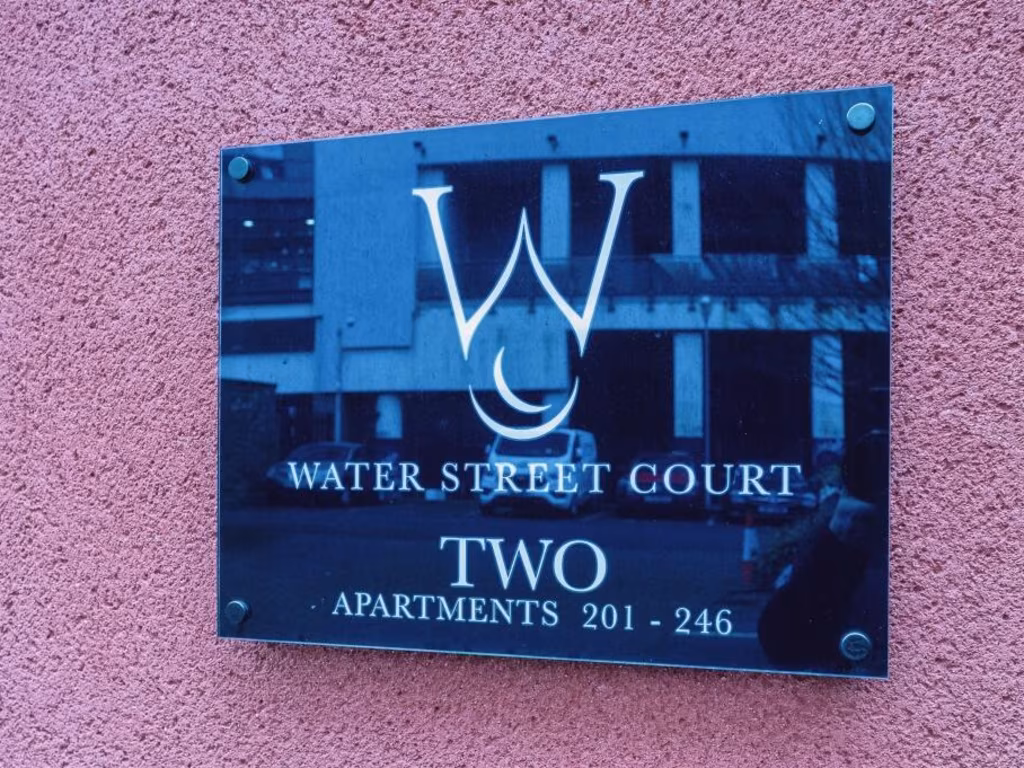 W
WATER STREET COURT
TWO
APARTMENTS 201 - 246